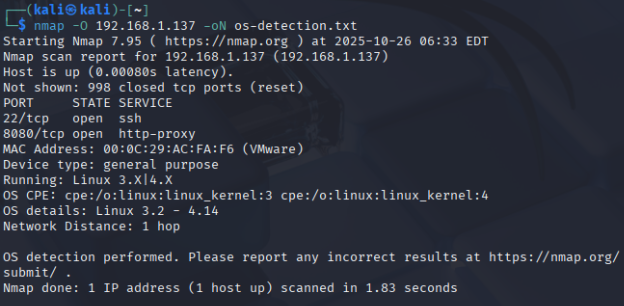 ┌──(kali㉿kali)-[~]
└─$ nmap -O 192.168.1.137 -oN os-detection.txt
Starting Nmap 7.95 ( https://nmap.org ) at 2025-10-26 06:33 EDT
Nmap scan report for 192.168.1.137 (192.168.1.137)
Host is up (0.00080s latency).
Not shown: 998 closed tcp ports (reset)
PORT     STATE SERVICE
22/tcp   open  ssh
8080/tcp open  http-proxy
MAC Address: 00:0C:29:AC:FA:F6 (VMware)
Device type: general purpose
Running: Linux 3.X|4.X
OS CPE: cpe:/o:linux:linux_kernel:3 cpe:/o:linux:linux_kernel:4
OS details: Linux 3.2 - 4.14
Network Distance: 1 hop

OS detection performed. Please report any incorrect results at https://nmap.org/
submit/ .
Nmap done: 1 IP address (1 host up) scanned in 1.83 seconds